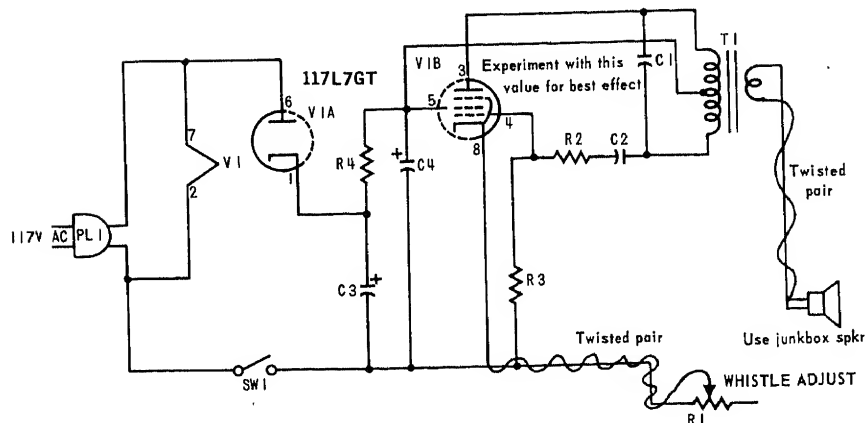 117L7GT
V1A
V1B
Experiment with this
value for best effect
C1
T1
6
1
7
2
V1
3
5
4
8
R4
C4
+
R2
C2
Twisted
pair
117V AC PL1
C3
+
R3
Use junkbox spkr
SW1
Twisted pair
WHISTLE ADJUST
R1